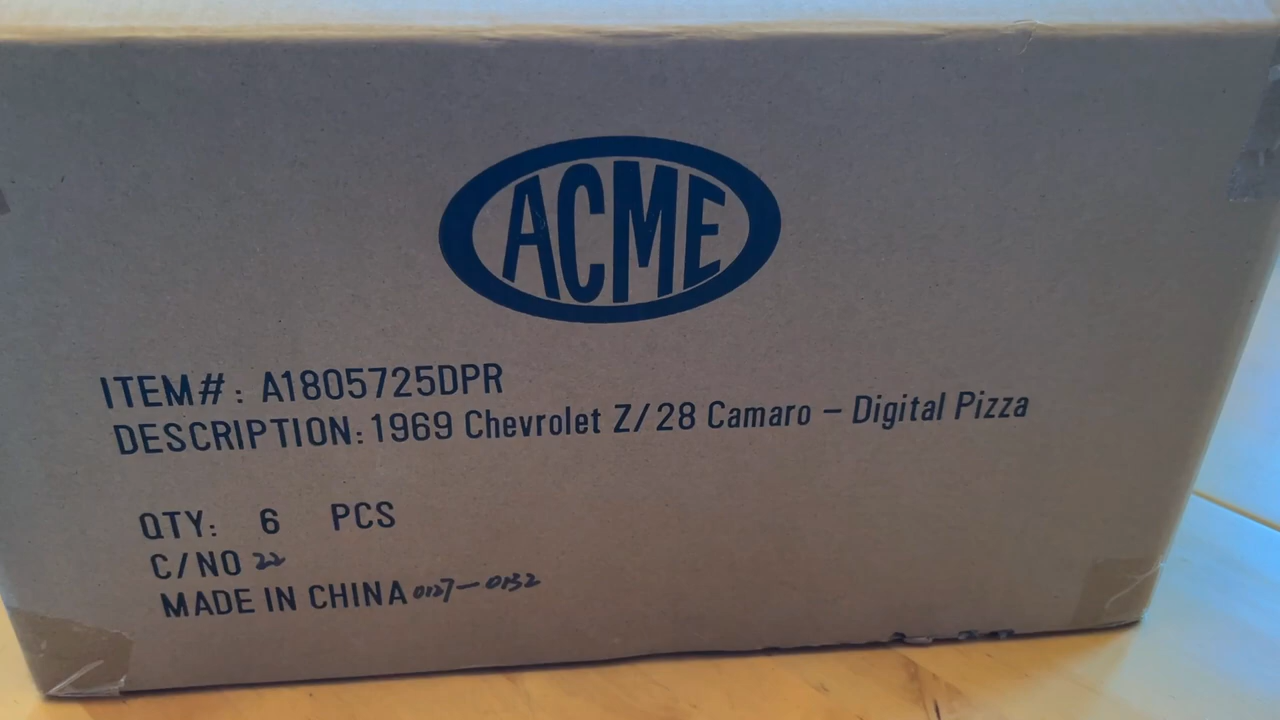 ACME
ITEM#: A1805725DPR
DESCRIPTION: 1969 Chevrolet Z/28 Camaro – Digital Pizza
QTY: 6 PCS
C/NO 22
MADE IN CHINA 0127-0132